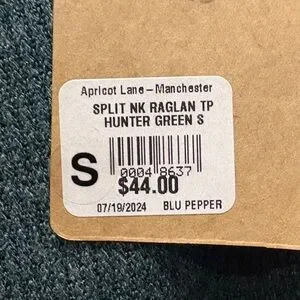 Apricot Lane – Manchester
SPLIT NK RAGLAN TP
HUNTER GREEN S
S
0004 8637
$44.00
07/19/2024 BLU PEPPER